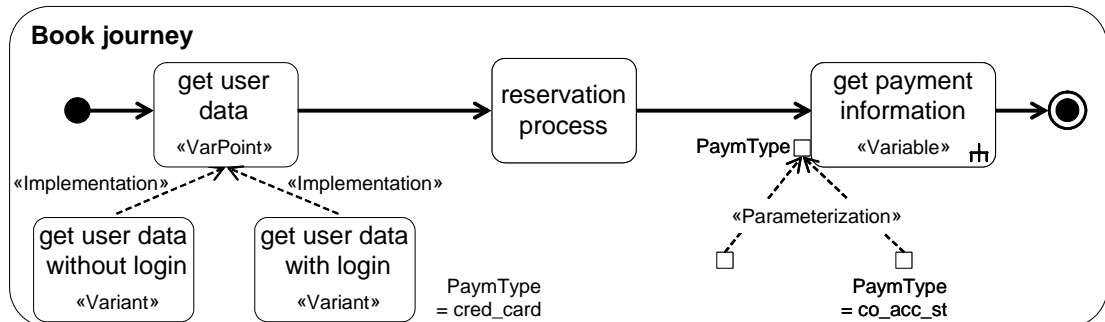 Book journey
get user
data
«VarPoint»
reservation
process
get payment
information
«Variable»
PaymType
«Implementation»
«Implementation»
«Parameterization»
get user data
without login
«Variant»
get user data
with login
«Variant»
PaymType
= cred_card
PaymType
= co_acc_st